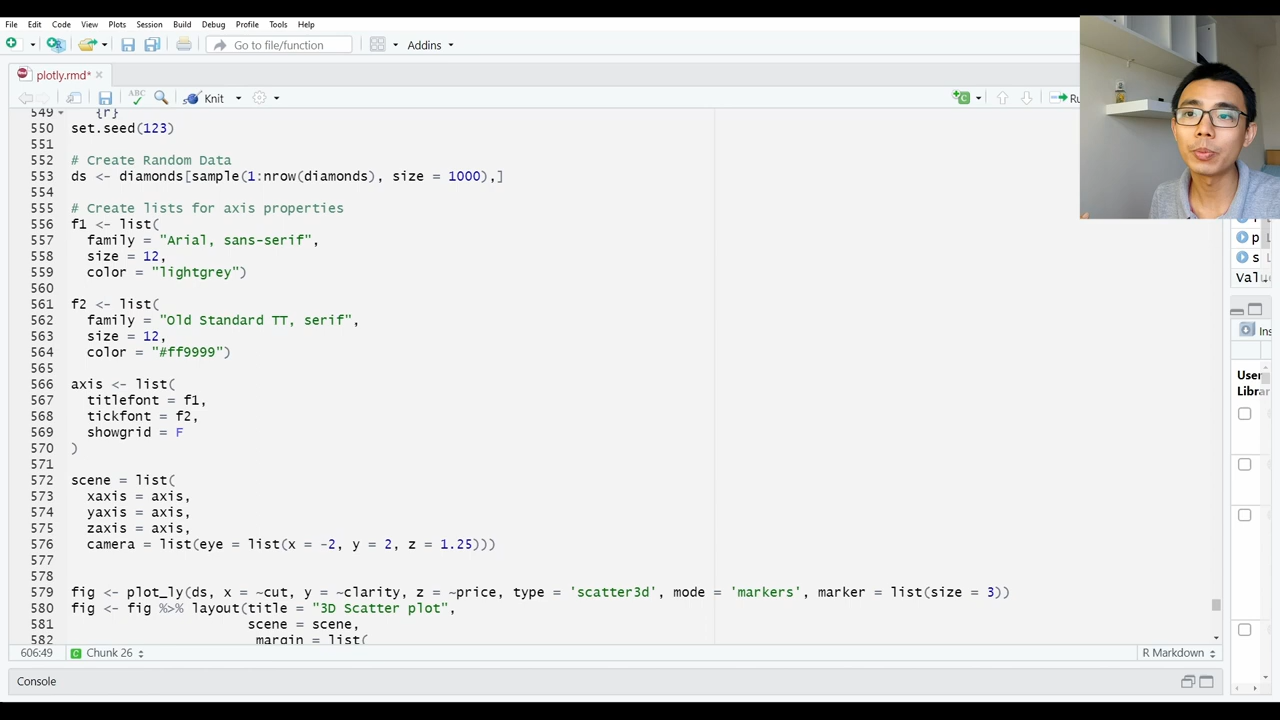 File Edit Code View Plots Session Build Debug Profile Tools Help
Go to file/function Addins
plotly.rmd*
ABC Knit Ru
549 {r}
550 set.seed(123)
551
552 # Create Random Data
553 ds <- diamonds[sample(1:nrow(diamonds), size = 1000),]
554
555 # Create lists for axis properties
556 f1 <- list(
557 family = "Arial, sans-serif",
558 size = 12,
559 color = "lightgrey")
560
561 f2 <- list(
562 family = "Old Standard TT, serif",
563 size = 12,
564 color = "#ff9999")
565
566 axis <- list(
567 titlefont = f1,
568 tickfont = f2,
569 showgrid = F
570 )
571
572 scene = list(
573 xaxis = axis,
574 yaxis = axis,
575 zaxis = axis,
576 camera = list(eye = list(x = -2, y = 2, z = 1.25)))
577
578
579 fig <- plot_ly(ds, x = ~cut, y = ~clarity, z = ~price, type = 'scatter3d', mode = 'markers', marker = list(size = 3))
580 fig <- fig %>% layout(title = "3D Scatter plot",
581 scene = scene,
582 margin = list(
606:49 Chunk 26 R Markdown
Console
p
s
Val
Ins
User
Libra